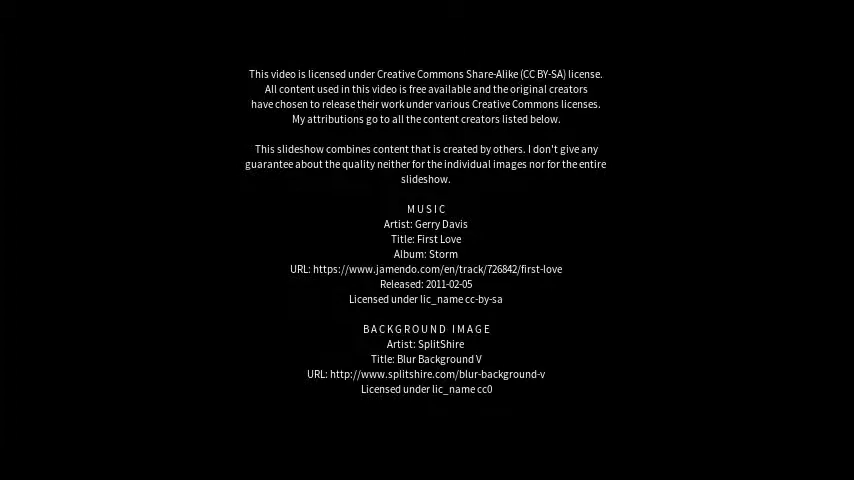 This video is licensed under Creative Commons Share-Alike (CC BY-SA) license.
All content used in this video is free available and the original creators
have chosen to release their work under various Creative Commons licenses.
My attributions go to all the content creators listed below.
This slideshow combines content that is created by others. I don't give any
guarantee about the quality neither for the individual images nor for the entire
slideshow.
MUSIC
Artist: Gerry Davis
Title: First Love
Album: Storm
URL: https://www.jamendo.com/en/track/726842/first-love
Released: 2011-02-05
Licensed under lic_name cc-by-sa
BACKGROUND IMAGE
Artist: SplitShire
Title: Blur Background V
URL: http://www.splitshire.com/blur-background-v
Licensed under lic_name cc0